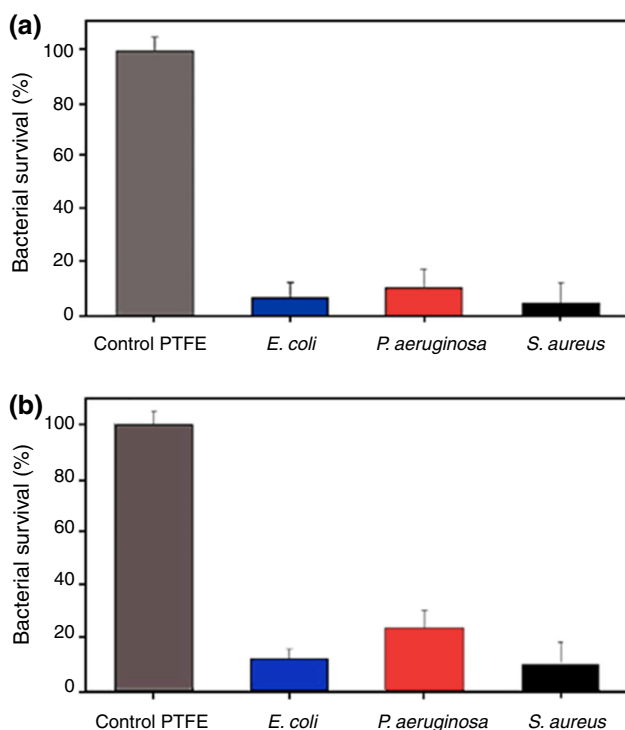 (a)
Bacterial survival (%)
100
80
60
40
20
0
Control PTFE E. coli P. aeruginosa S. aureus
(b)
Bacterial survival (%)
100
80
60
40
20
0
Control PTFE E. coli P. aeruginosa S. aureus